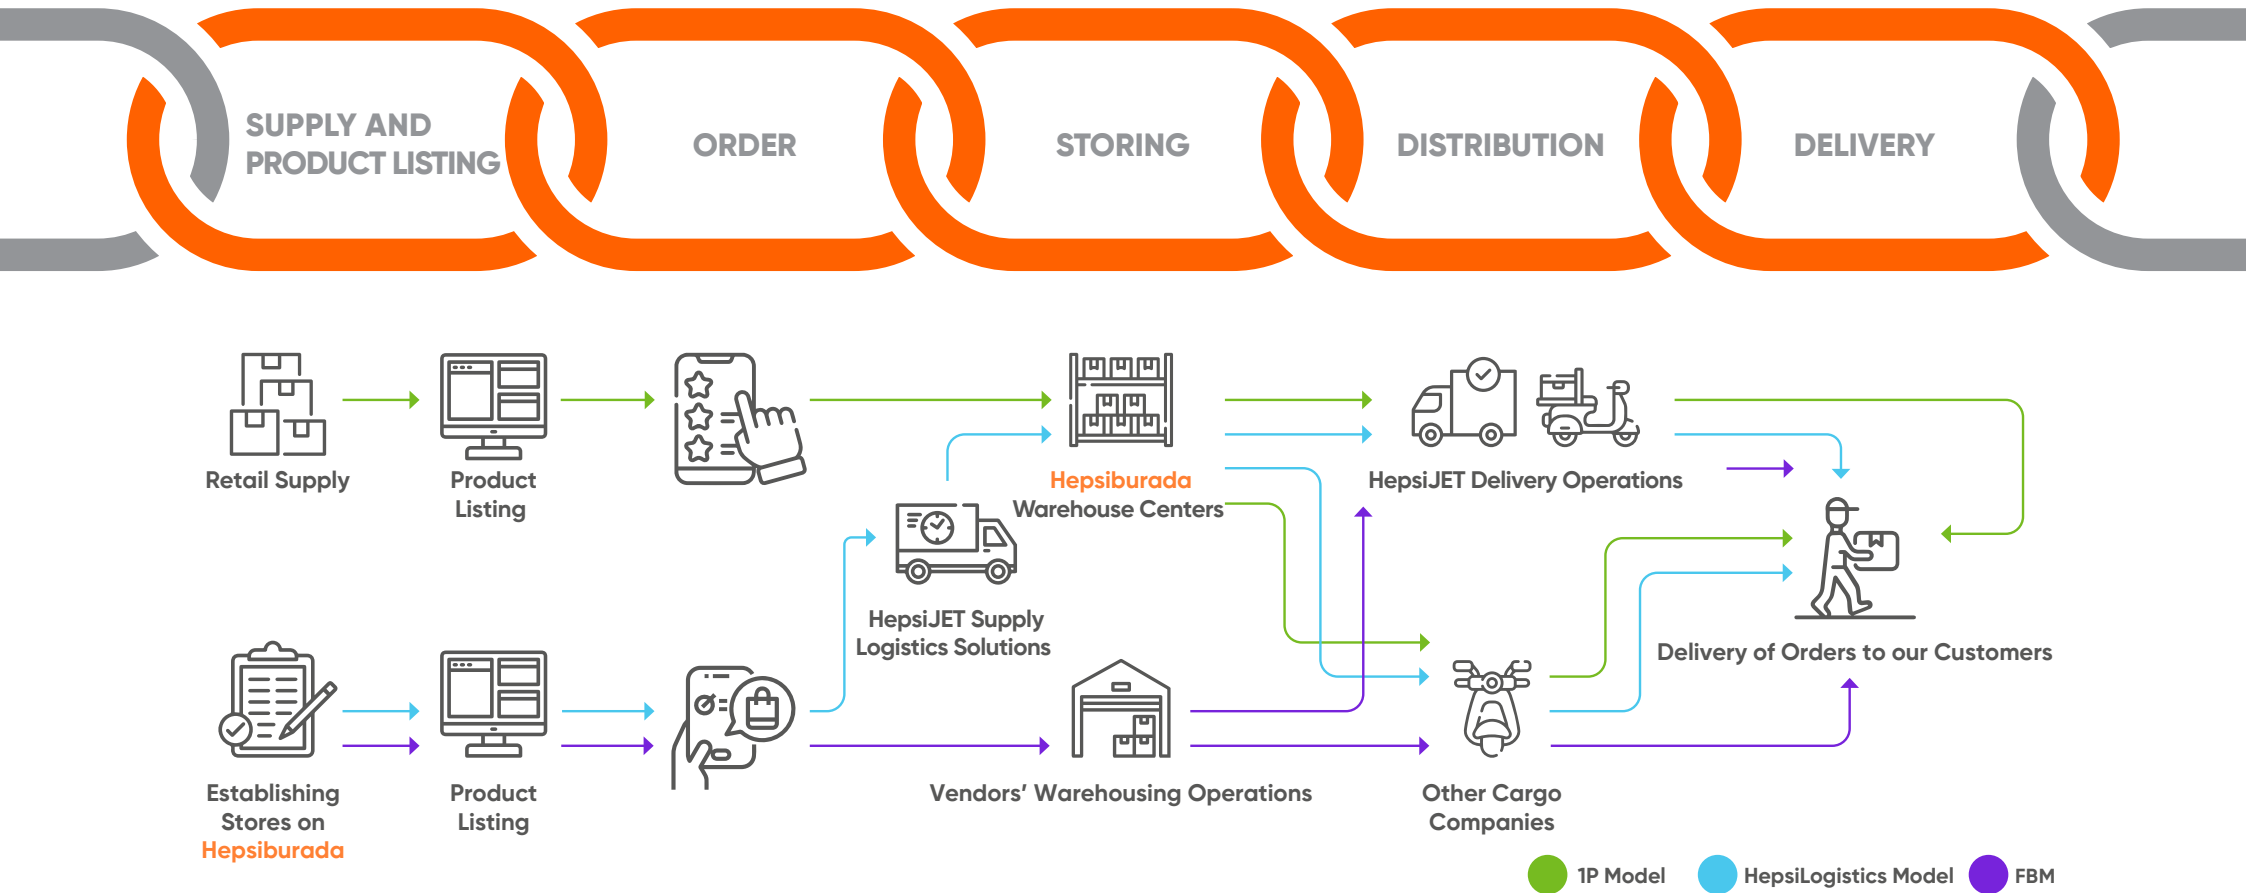 SUPPLY AND
PRODUCT LISTING
ORDER
STORING
DISTRIBUTION
DELIVERY
Retail Supply
Product
Listing
Hepsiburada
Warehouse Centers
HepsiJET Delivery Operations
HepsiJET Supply
Logistics Solutions
Delivery of Orders to our Customers
Establishing
Stores on
Hepsiburada
Product
Listing
Vendors’ Warehousing Operations
Other Cargo
Companies
1P Model
HepsiLogistics Model
FBM